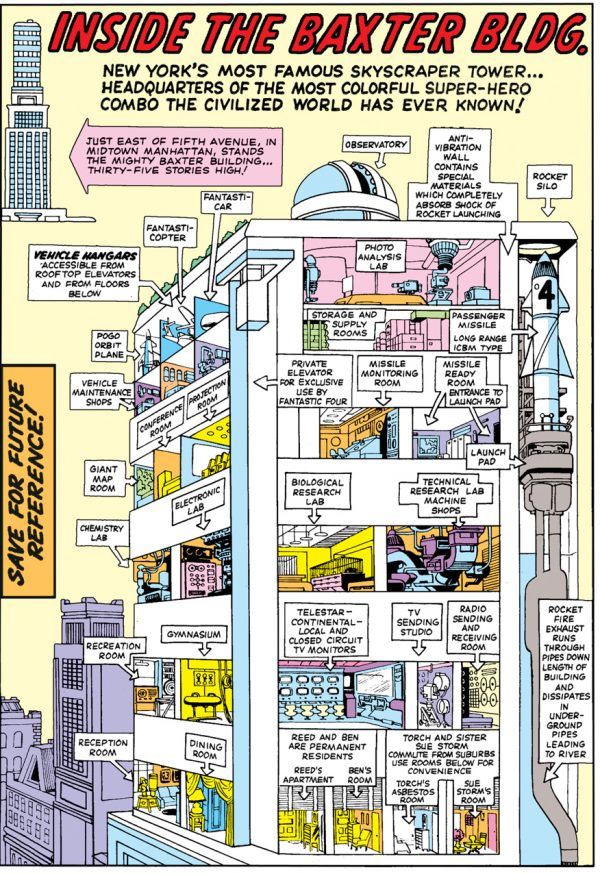 INSIDE THE BAXTER BLDG.
NEW YORK'S MOST FAMOUS SKYSCRAPER TOWER...
HEADQUARTERS OF THE MOST COLORFUL SUPER-HERO
COMBO THE CIVILIZED WORLD HAS EVER KNOWN!
JUST EAST OF FIFTH AVENUE, IN
MIDTOWN MANHATTAN, STANDS
THE MIGHTY BAXTER BUILDING...
THIRTY-FIVE STORIES HIGH!
OBSERVATORY
ANTI-
VIBRATION
WALL
CONTAINS
SPECIAL
MATERIALS
WHICH COMPLETELY
ABSORB SHOCK OF
ROCKET LAUNCHING
ROCKET
SILO
FANTASTI-
CAR
FANTASTI-
COPTER
VEHICLE HANGARS
ACCESSIBLE FROM
ROOFTOP ELEVATORS
AND FROM FLOORS
BELOW
PHOTO
ANALYSIS
LAB
4
STORAGE AND
SUPPLY
ROOMS
PASSENGER
MISSILE
LONG RANGE
ICBM TYPE
POGO
ORBIT
PLANE
VEHICLE
MAINTENANCE
SHOPS
CONFERENCE
ROOM
PROJECTION
ROOM
PRIVATE
ELEVATOR
FOR EXCLUSIVE
USE BY
FANTASTIC FOUR
MISSILE
MONITORING
ROOM
MISSILE
READY
ROOM
ENTRANCE TO
LAUNCH PAD
LAUNCH
PAD
SAVE FOR FUTURE
REFERENCE!
GIANT
MAP
ROOM
ELECTRONIC
LAB
BIOLOGICAL
RESEARCH
LAB
TECHNICAL
RESEARCH LAB
MACHINE
SHOPS
CHEMISTRY
LAB
RECREATION
ROOM
GYMNASIUM
TELESTAR-
CONTINENTAL-
LOCAL AND
CLOSED CIRCUIT
TV MONITORS
TV
SENDING
STUDIO
RADIO
SENDING
AND
RECEIVING
ROOM
ROCKET
FIRE
EXHAUST
RUNS
THROUGH
PIPES DOWN
LENGTH OF
BUILDING
AND
DISSIPATES
IN
UNDER-
GROUND
PIPES
LEADING
TO RIVER
RECEPTION
ROOM
DINING
ROOM
REED AND BEN
ARE PERMANENT
RESIDENTS
REED'S
APARTMENT
BEN'S
ROOM
TORCH AND SISTER
SUE STORM
COMMUTE FROM SUBURBS
USE ROOMS BELOW FOR
CONVENIENCE
TORCH'S
ASBESTOS
ROOM
SUE
STORM'S
ROOM